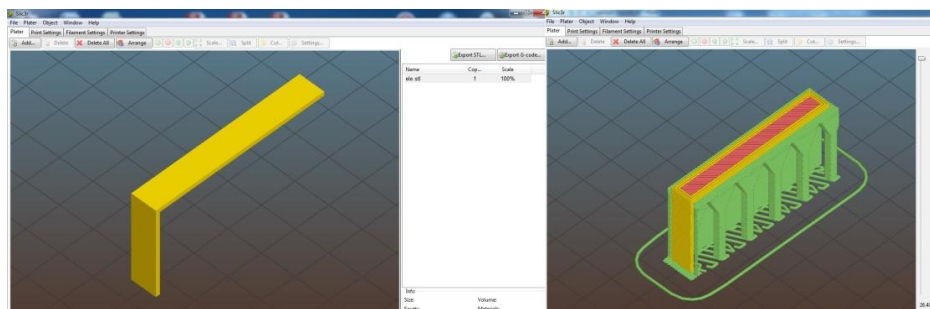 Slic3r
File Plater Object Window Help
Plater Print Settings Filament Settings Printer Settings
Add... Delete Delete All Arrange Scale... Split Cut... Settings...
Export STL... Export G-code...
Name Cop... Scale
ele.stl 1 100%
Info
Size: Volume:
Facets: Materials:
Slic3r
File Plater Object Window Help
Plater Print Settings Filament Settings Printer Settings
Add... Delete Delete All Arrange Scale... Split Cut... Settings...